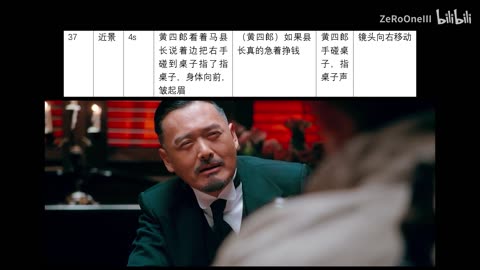 ZeRoOneIII bilibili
37 近景 4s 黄四郎看着马县 （黄四郎）如果县 黄四郎 镜头向右移动
长说着边把右手 长真的急着挣钱 手碰桌
碰到桌子指了指 子，指
桌子，身体向前， 桌子声
皱起眉